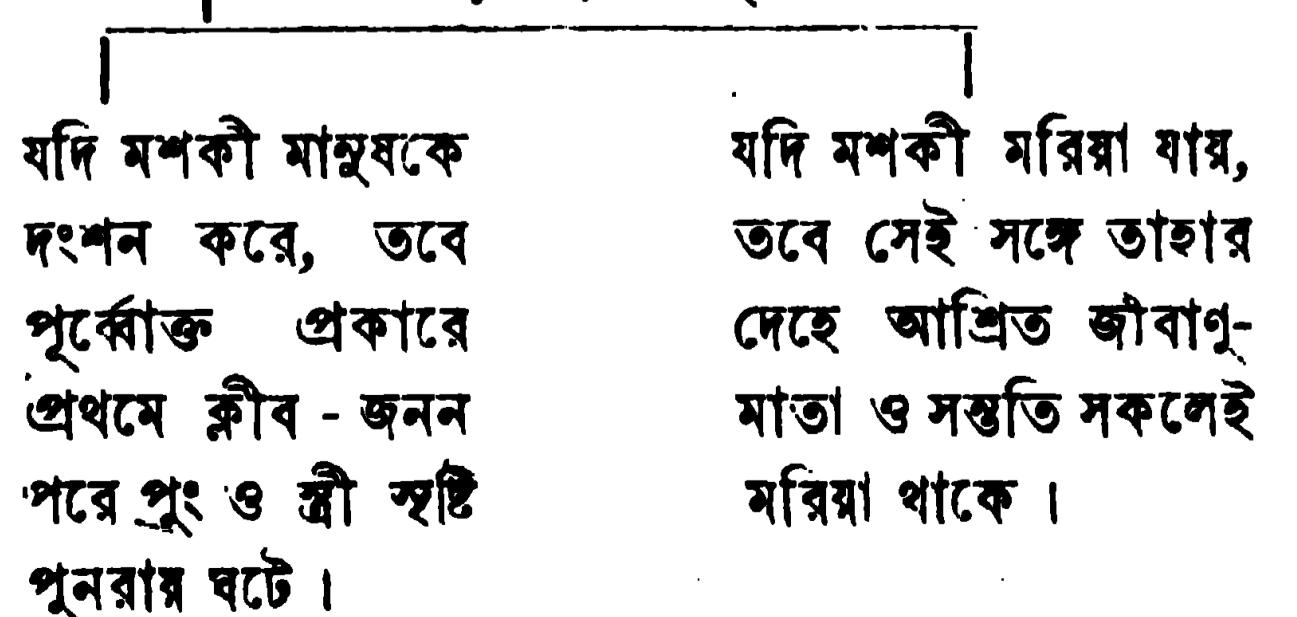 যদি মশকী মানুষকে
দংশন করে, তবে
পূর্ব্বোক্ত প্রকারে
প্রথমে ক্লীব - জনন
পরে পুং ও স্ত্রী সৃষ্টি
পুনরায় ঘটে।
যদি মশকী মরিয়া যায়,
তবে সেই সঙ্গে তাহার
দেহে আশ্রিত জীবাণু-
মাতা ও সন্ততি সকলেই
মরিয়া থাকে।